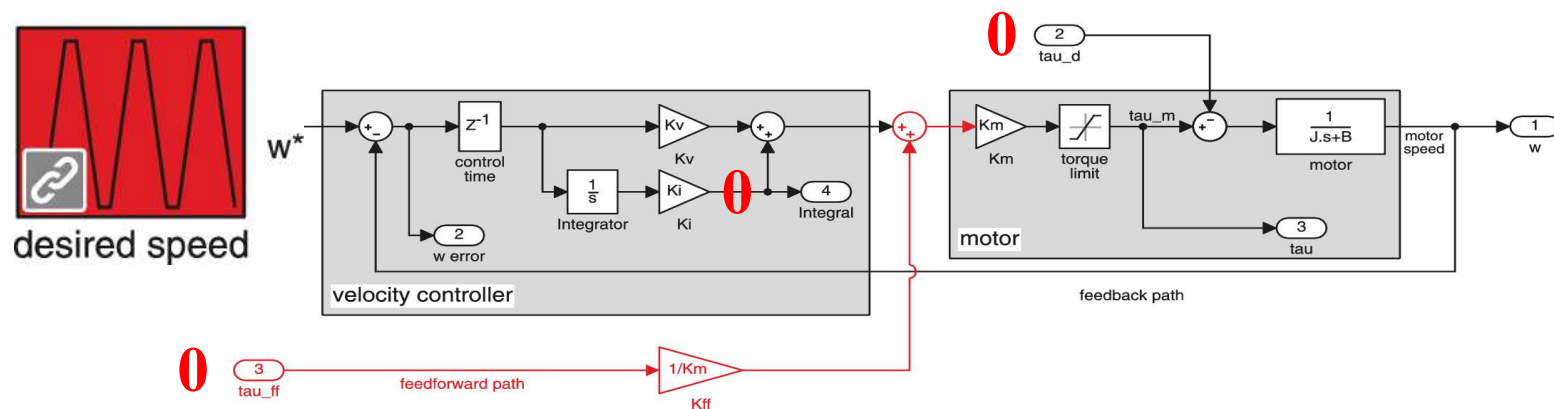 desired speed
w*
+
-
z-1
control
time
Kv
Kv
1
s
Integrator
Ki
Ki
0
+
+
4
Integral
2
w error
velocity controller
0
3
tau_ff
feedforward path
1/Km
Kff
+
+
Km
Km
torque
limit
tau_m
0
2
tau_d
+
-
1
J.s+B
motor
motor
speed
1
w
3
tau
motor
feedback path